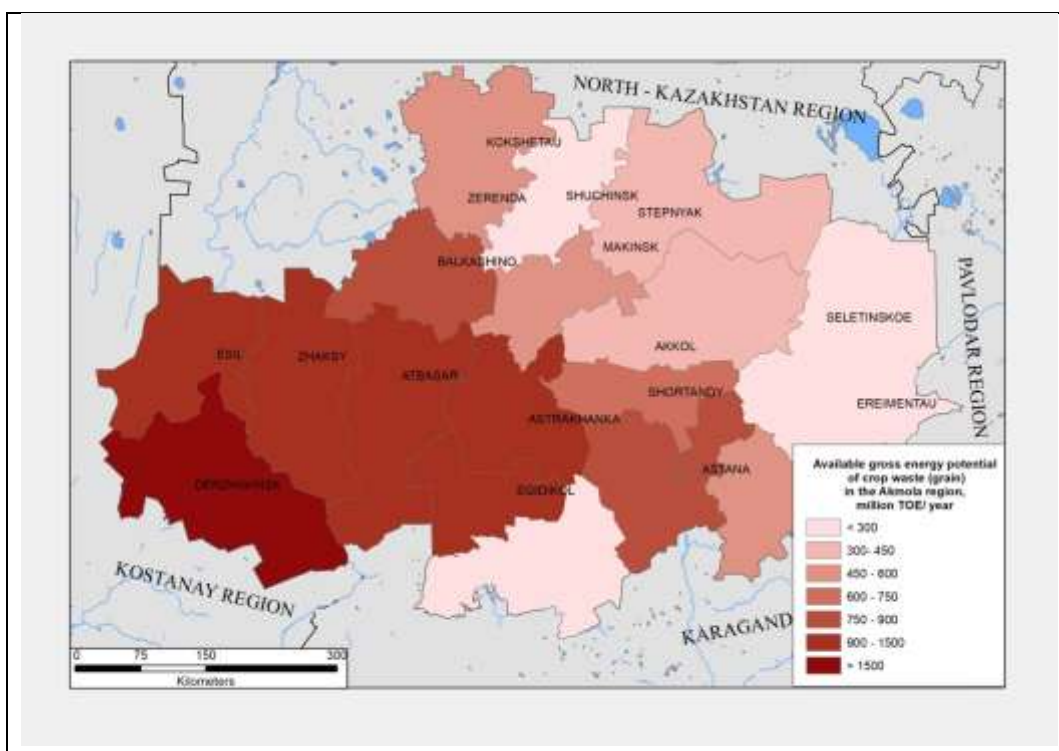 NORTH - KAZAKHSTAN REGION
KOKSHETAU
ZERENDA
SHUCHINSK
STEPNYAK
MAKINSK
BALKASHINO
PAVLODAR REGION
SELETINSKOE
ESIL
ZHAKSY
AKKOL
ATBASAR
SHORTANDY
EREIMENTAU
ASTRAKHANKA
ASTANA
DERZHAVINSK
EGIDIKOL
KOSTANAY REGION
KARAGAND
Available gross energy potential
of crop waste (grain)
in the Akmola region,
million TOE/ year
< 300
300- 450
450 - 600
600 - 750
750 - 900
900 - 1500
> 1500
0 75 150 300
Kilometers